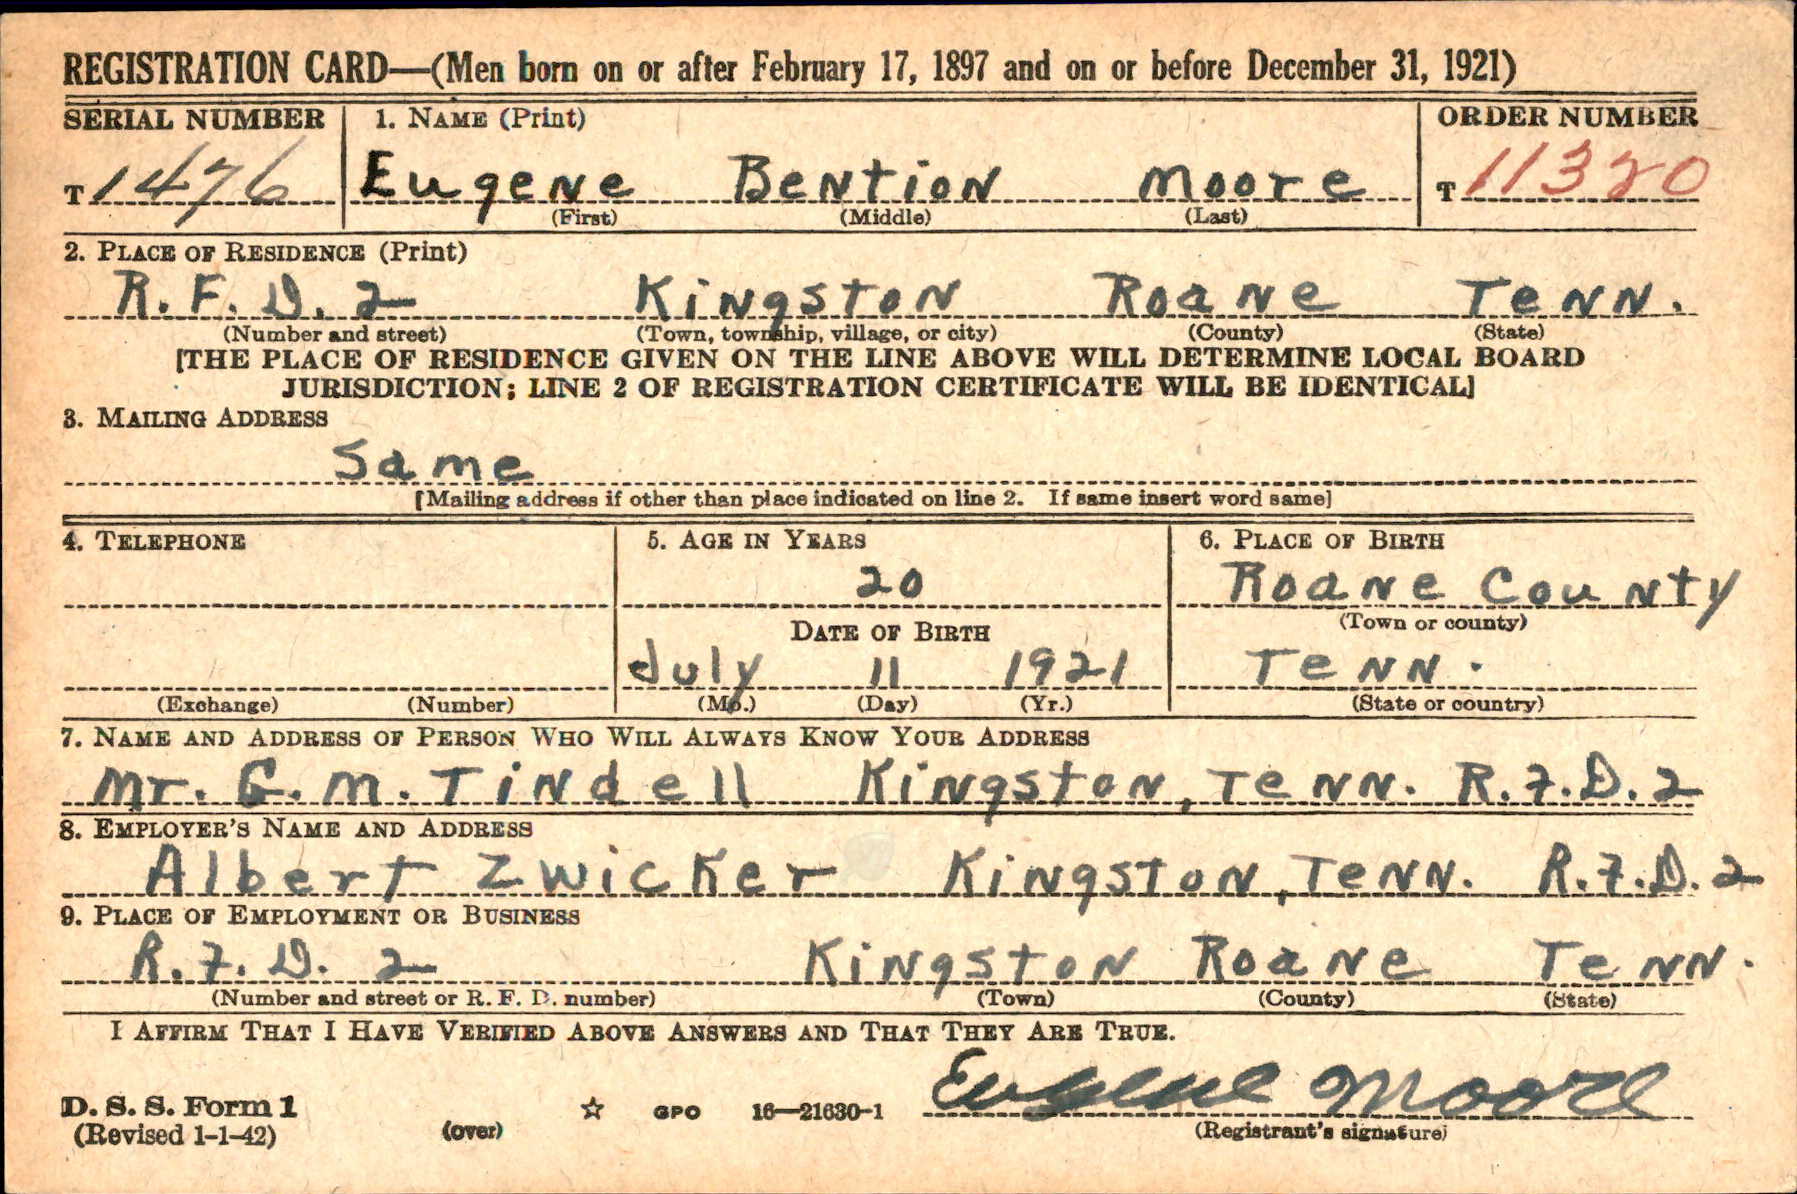 REGISTRATION CARD—(Men born on or after February 17, 1897 and on or before December 31, 1921)
SERIAL NUMBER 1. NAME (Print) ORDER NUMBER
T 1476 Eugene Bention Moore T 11320
(First) (Middle) (Last)
2. PLACE OF RESIDENCE (Print)
R. F. D. 2 Kingston Roane Tenn.
(Number and street) (Town, township, village, or city) (County) (State)
[THE PLACE OF RESIDENCE GIVEN ON THE LINE ABOVE WILL DETERMINE LOCAL BOARD
JURISDICTION; LINE 2 OF REGISTRATION CERTIFICATE WILL BE IDENTICAL]
3. MAILING ADDRESS
Same
[Mailing address if other than place indicated on line 2. If same insert word same]
4. TELEPHONE 5. AGE IN YEARS 6. PLACE OF BIRTH
20 Roane County
DATE OF BIRTH (Town or county)
July 11 1921 Tenn.
(Exchange) (Number) (Mo.) (Day) (Yr.) (State or country)
7. NAME AND ADDRESS OF PERSON WHO WILL ALWAYS KNOW YOUR ADDRESS
Mr. G. M. Tindell Kingston, Tenn. R. F. D. 2
8. EMPLOYER'S NAME AND ADDRESS
Albert Zwicker Kingston, Tenn. R. F. D. 2
9. PLACE OF EMPLOYMENT OR BUSINESS
R. F. D. 2 Kingston Roane Tenn.
(Number and street or R. F. D. number) (Town) (County) (State)
I AFFIRM THAT I HAVE VERIFIED ABOVE ANSWERS AND THAT THEY ARE TRUE.
Eugene Moore
D. S. S. Form 1 ☆ GPO 16—21630-1
(Revised 1-1-42) (over) (Registrant's signature)